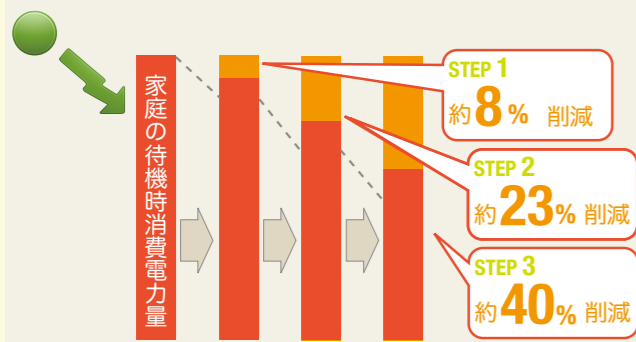 家庭の待機時消費電力量
STEP 1
約8% 削減
STEP 2
約23% 削減
STEP 3
約40% 削減